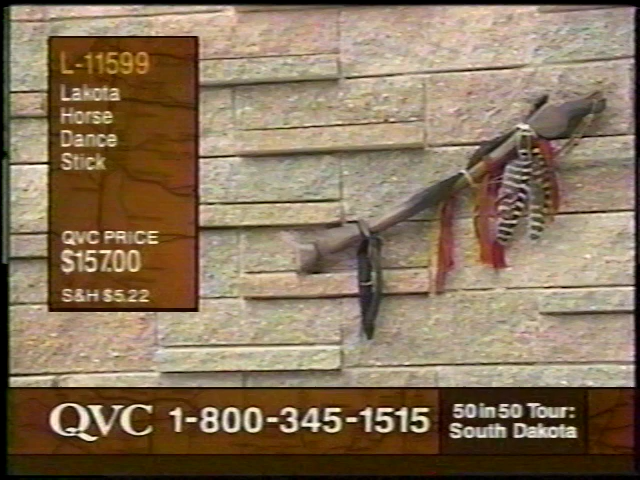 L-11599
Lakota
Horse
Dance
Stick
QVC PRICE
$157.00
S&H $5.22
QVC 1-800-345-1515
50 in 50 Tour:
South Dakota